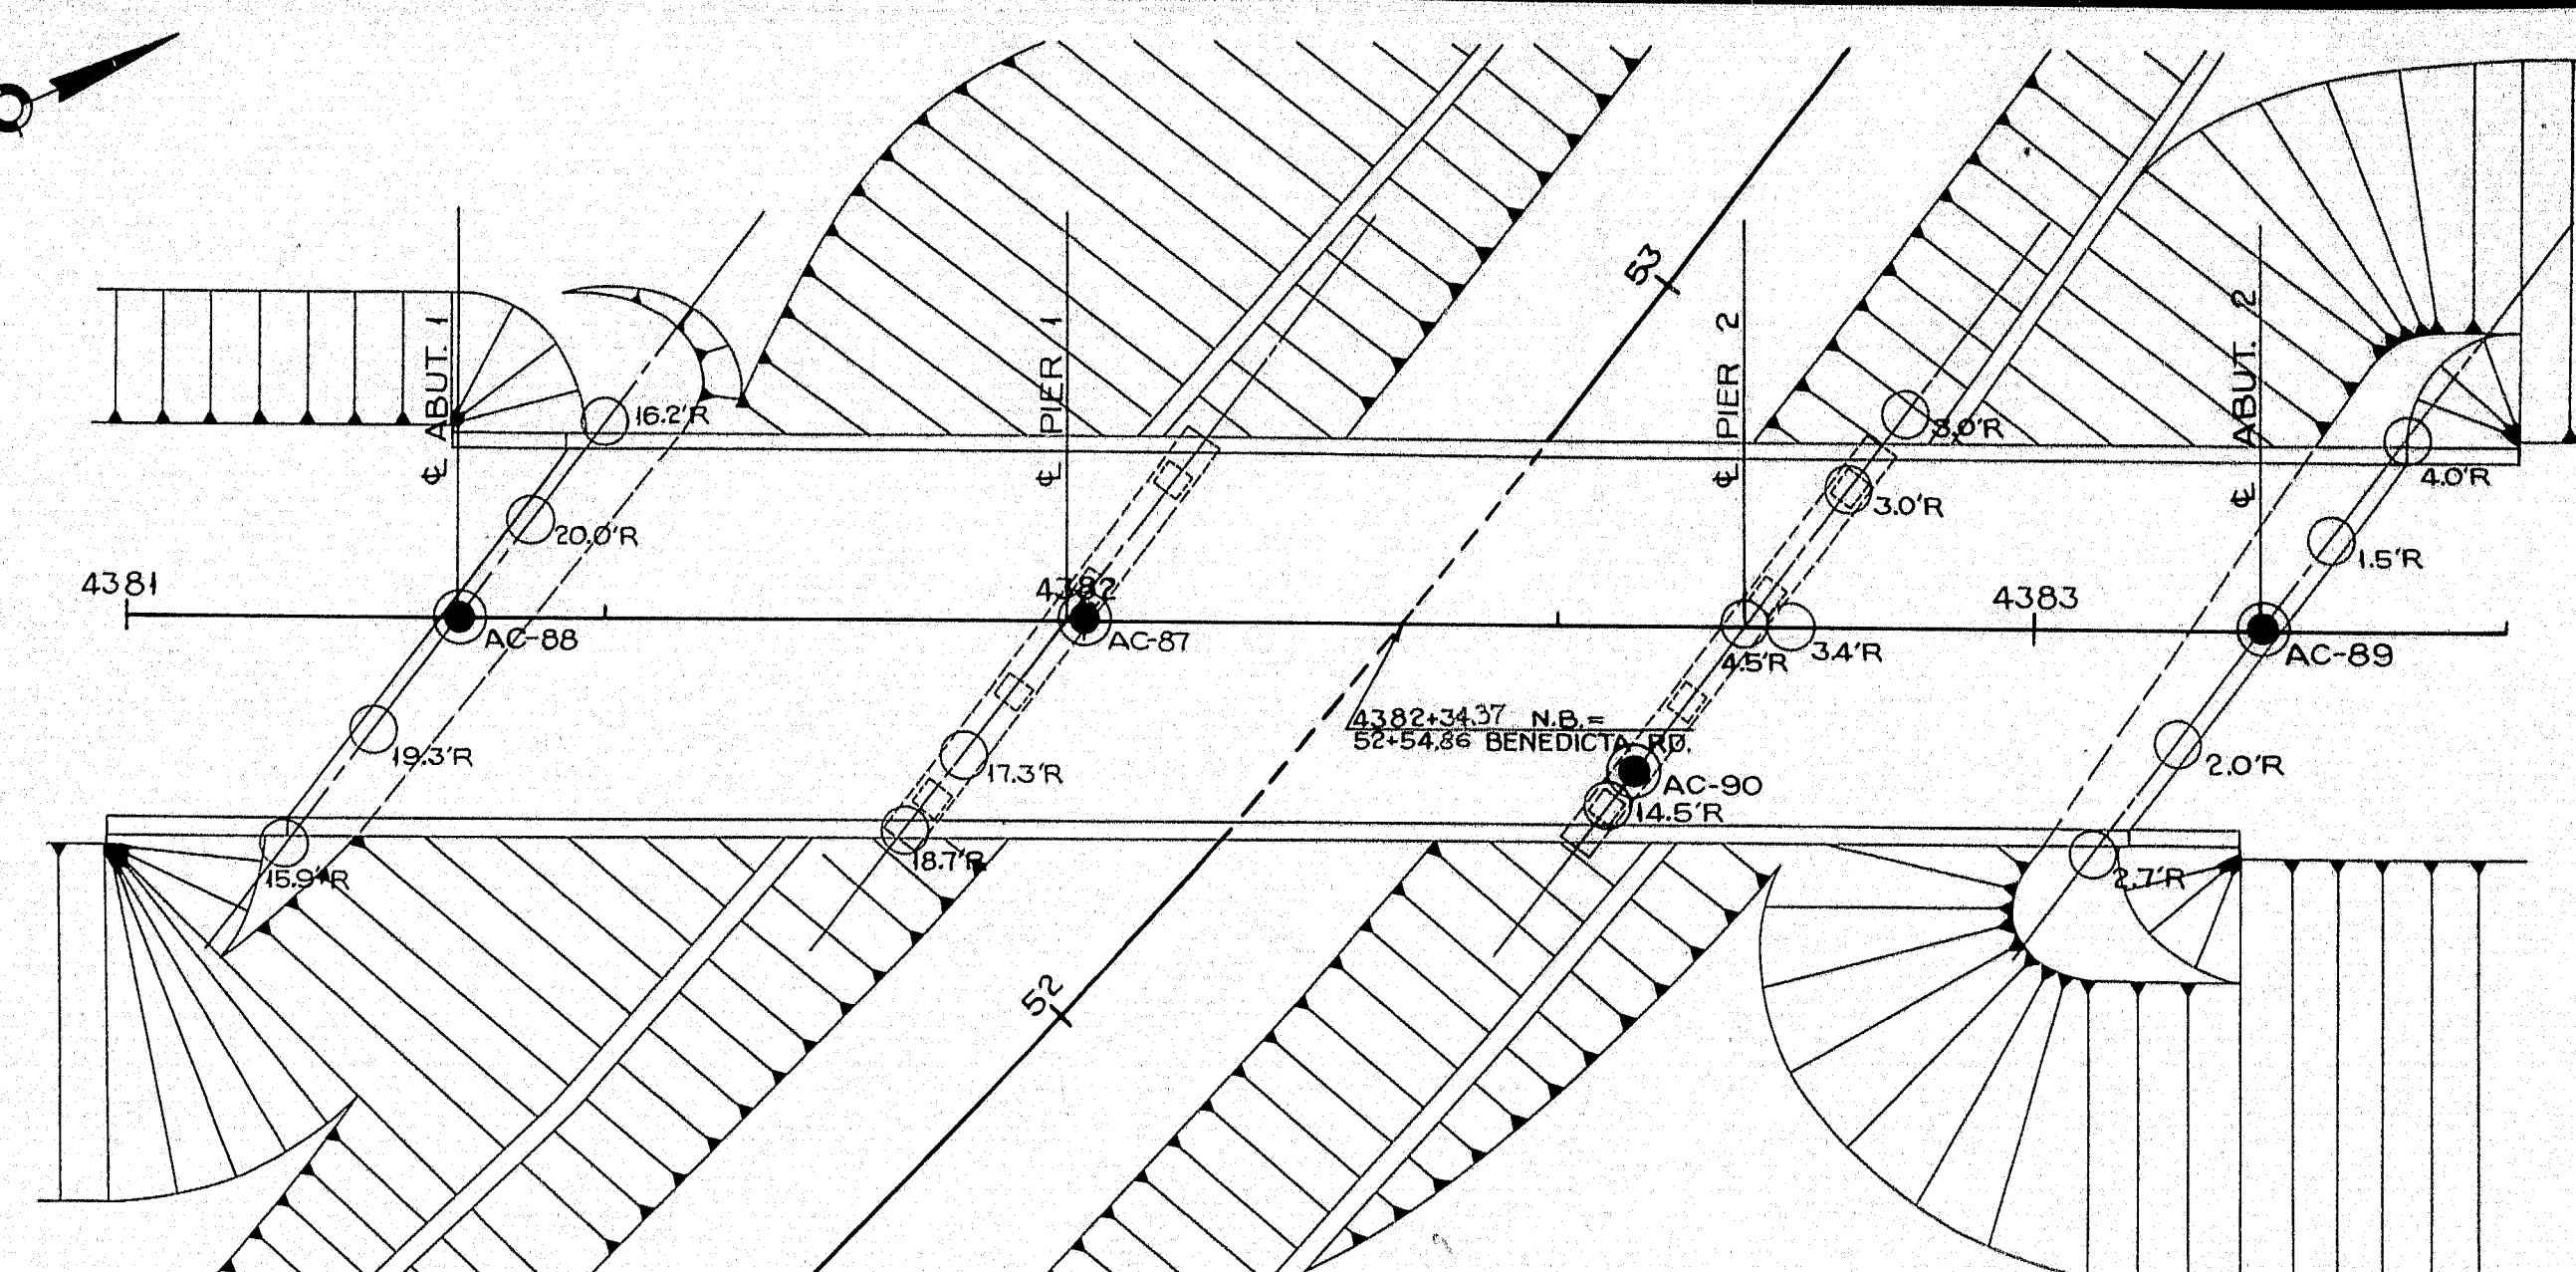 53
℄ ABUT. 1
℄ PIER 1
℄ PIER 2
℄ ABUT. 2
16.2'R
3.0'R
4.0'R
20.0'R
3.0'R
1.5'R
4381
4382
4383
AC-88
AC-87
4.5'R
3.4'R
AC-89
4382+34.37 N.B.=
52+54.86 BENEDICTA RD.
19.3'R
17.3'R
AC-90
14.5'R
2.0'R
15.9'R
18.7'R
2.7'R
52